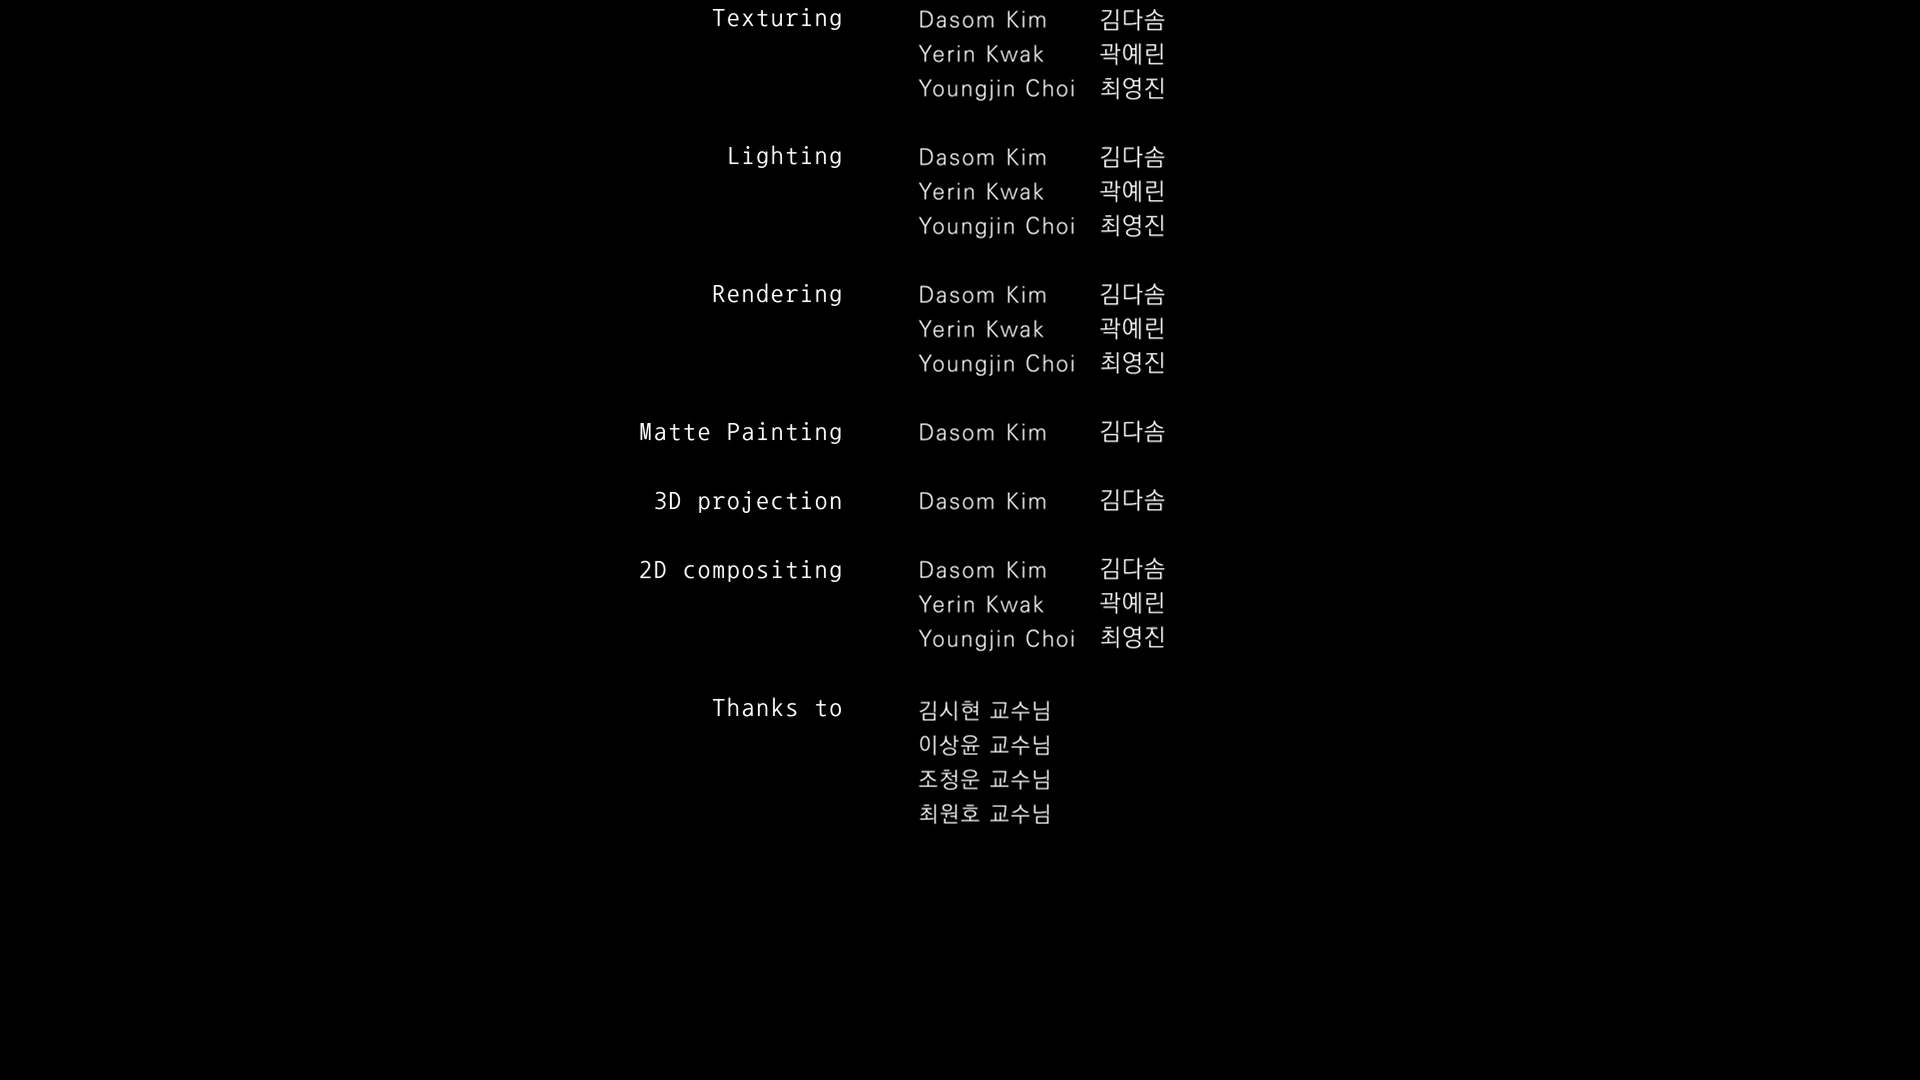 Texturing Dasom Kim 김다솜
Yerin Kwak 곽예린
Youngjin Choi 최영진
Lighting Dasom Kim 김다솜
Yerin Kwak 곽예린
Youngjin Choi 최영진
Rendering Dasom Kim 김다솜
Yerin Kwak 곽예린
Youngjin Choi 최영진
Matte Painting Dasom Kim 김다솜
3D projection Dasom Kim 김다솜
2D compositing Dasom Kim 김다솜
Yerin Kwak 곽예린
Youngjin Choi 최영진
Thanks to 김시현 교수님
이상윤 교수님
조청운 교수님
최원호 교수님